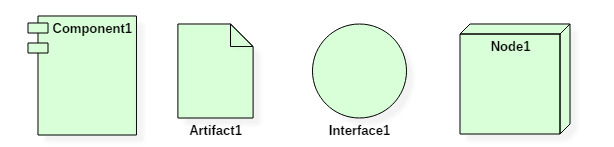 Component1
Artifact1
Interface1
Node1